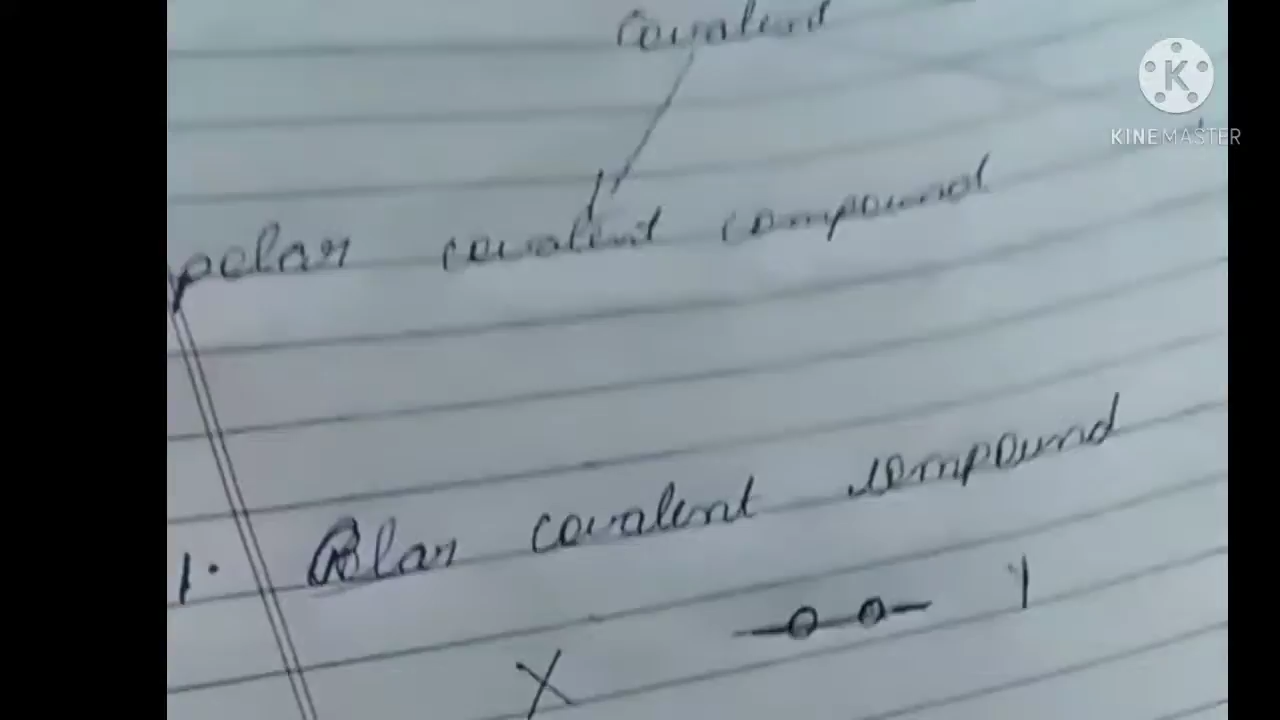 covalent
K
KINEMASTER
polar covalent compound
1. Polar covalent compound
X